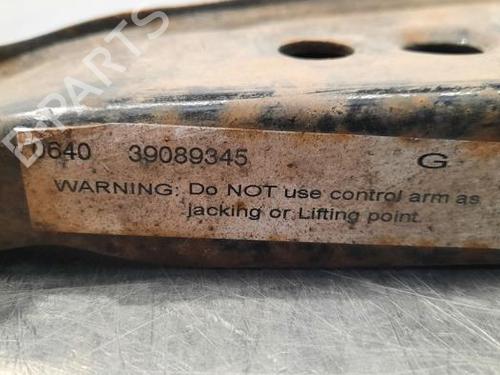 B-PARTS
0640 39089345 G
WARNING: Do NOT use control arm as
jacking or Lifting point.